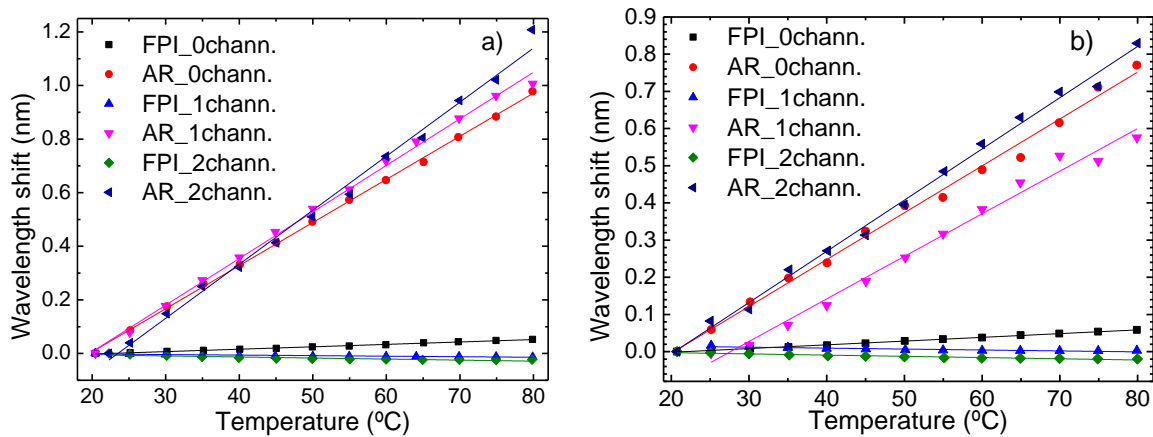 a)
FPI_0chann.
AR_0chann.
FPI_1chann.
AR_1chann.
FPI_2chann.
AR_2chann.
Wavelength shift (nm)
1.2
1.0
0.8
0.6
0.4
0.2
0.0
20 30 40 50 60 70 80
Temperature (ºC)
b)
FPI_0chann.
AR_0chann.
FPI_1chann.
AR_1chann.
FPI_2chann.
AR_2chann.
Wavelength shift (nm)
0.9
0.8
0.7
0.6
0.5
0.4
0.3
0.2
0.1
0.0
20 30 40 50 60 70 80
Temperature (ºC)